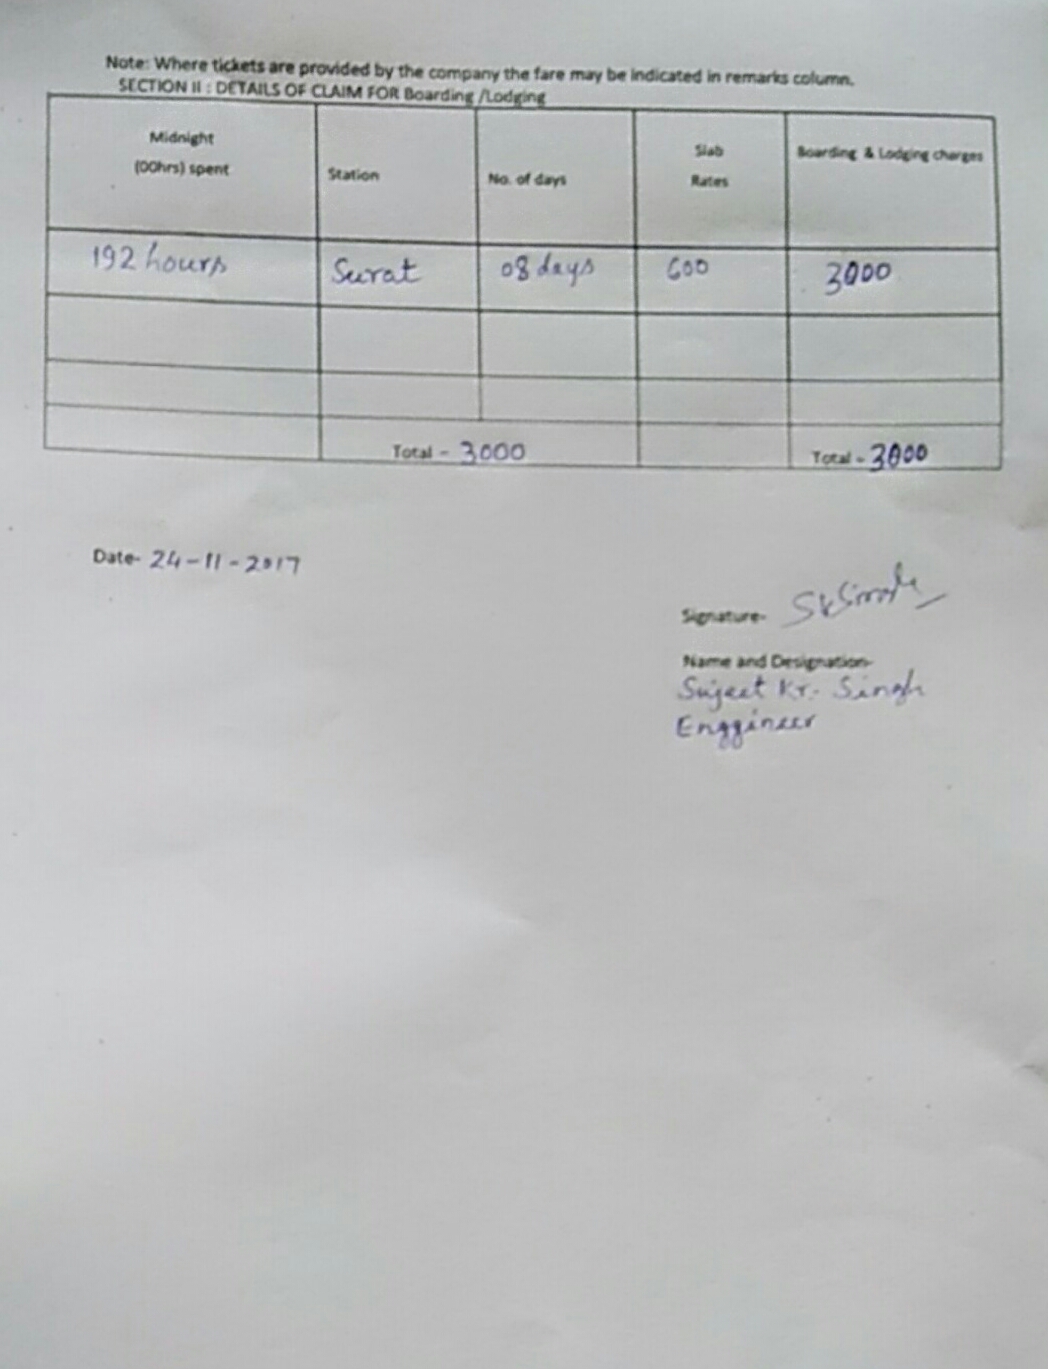 Note: Where tickets are provided by the company the fare may be indicated in remarks column.
SECTION II : DETAILS OF CLAIM FOR Boarding /Lodging
Midnight (00hrs) spent Station No. of days Slab Rates Boarding & Lodging charges
192 hours Surat 08 days 600 3000
Total - 3000 Total - 3000
Date- 24-11-2017
Signature- SKSingh
Name and Designation-
Sujeet Kr. Singh
Enggineer